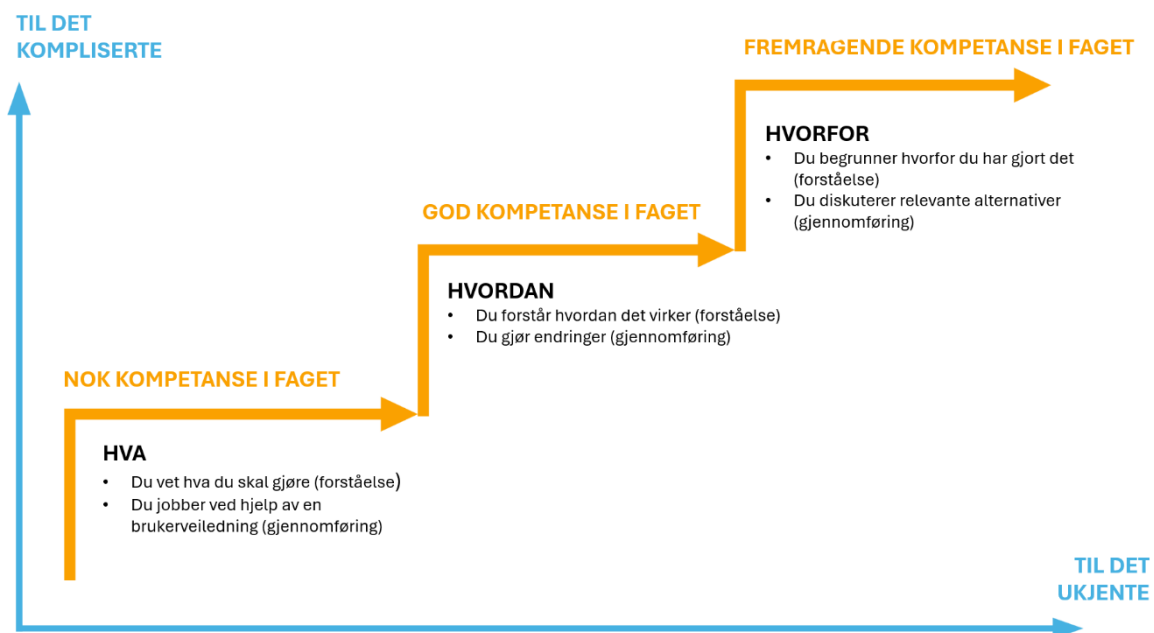 TIL DET
KOMPLISERTE
FREMRAGENDE KOMPETANSE I FAGET
HVORFOR
• Du begrunner hvorfor du har gjort det
(forståelse)
• Du diskuterer relevante alternativer
(gjennomføring)
GOD KOMPETANSE I FAGET
HVORDAN
• Du forstår hvordan det virker (forståelse)
• Du gjør endringer (gjennomføring)
NOK KOMPETANSE I FAGET
HVA
• Du vet hva du skal gjøre (forståelse)
• Du jobber ved hjelp av en
brukerveiledning (gjennomføring)
TIL DET
UKJENTE